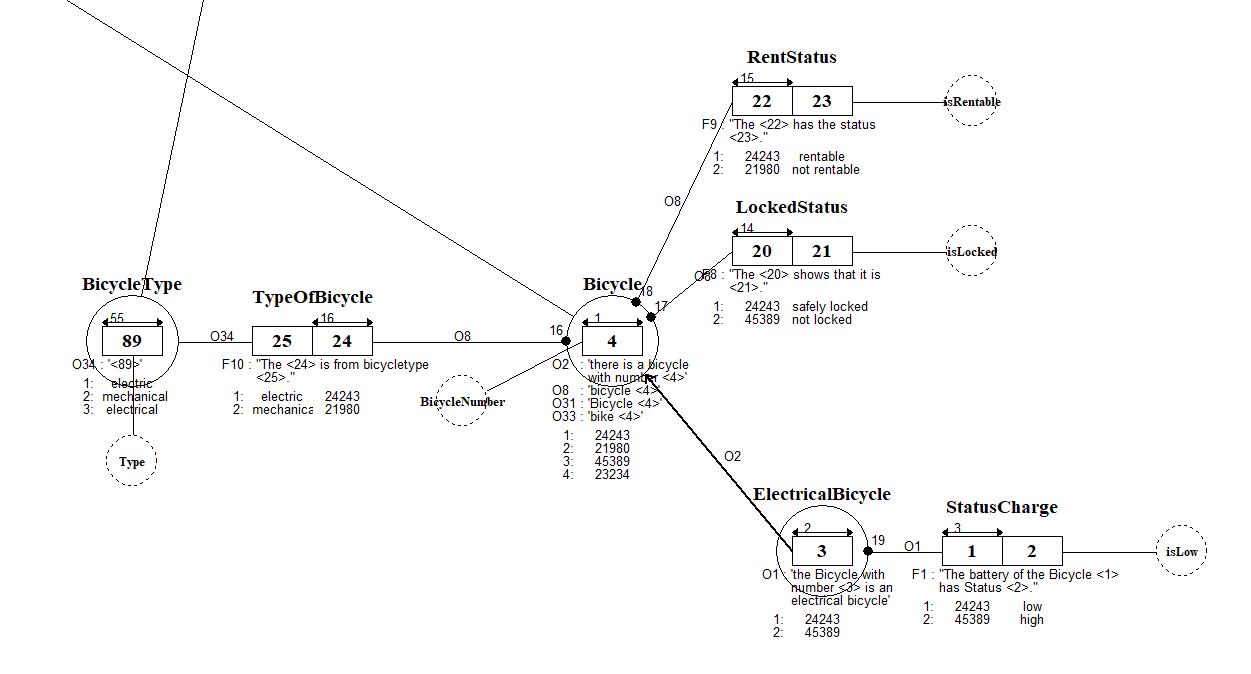 RentStatus
15
22 23
isRentable
F9 : "The <22> has the status
<23>."
1: 24243 rentable
2: 21980 not rentable
O8
LockedStatus
14
20 21
isLocked
O8
F8 : "The <20> shows that it is
<21>."
1: 24243 safely locked
2: 45389 not locked
BicycleType
55
89
O34 : '<89>'
1: electric
2: mechanical
3: electrical
Type
O34
TypeOfBicycle
16
25 24
F10 : "The <24> is from bicycletype
<25>."
1: electric 24243
2: mechanica 21980
O8
Bicycle
18
17
16
1
4
O2 : 'there is a bicycle
with number <4>'
O8 : 'bicycle <4>'
O31 : 'Bicycle <4>'
O33 : 'bike <4>'
1: 24243
2: 21980
3: 45389
4: 23234
BicycleNumber
O2
ElectricalBicycle
2
3
19
O1 : 'the Bicycle with
number <3> is an
electrical bicycle'
1: 24243
2: 45389
O1
StatusCharge
3
1 2
isLow
F1 : "The battery of the Bicycle <1>
has Status <2>."
1: 24243 low
2: 45389 high